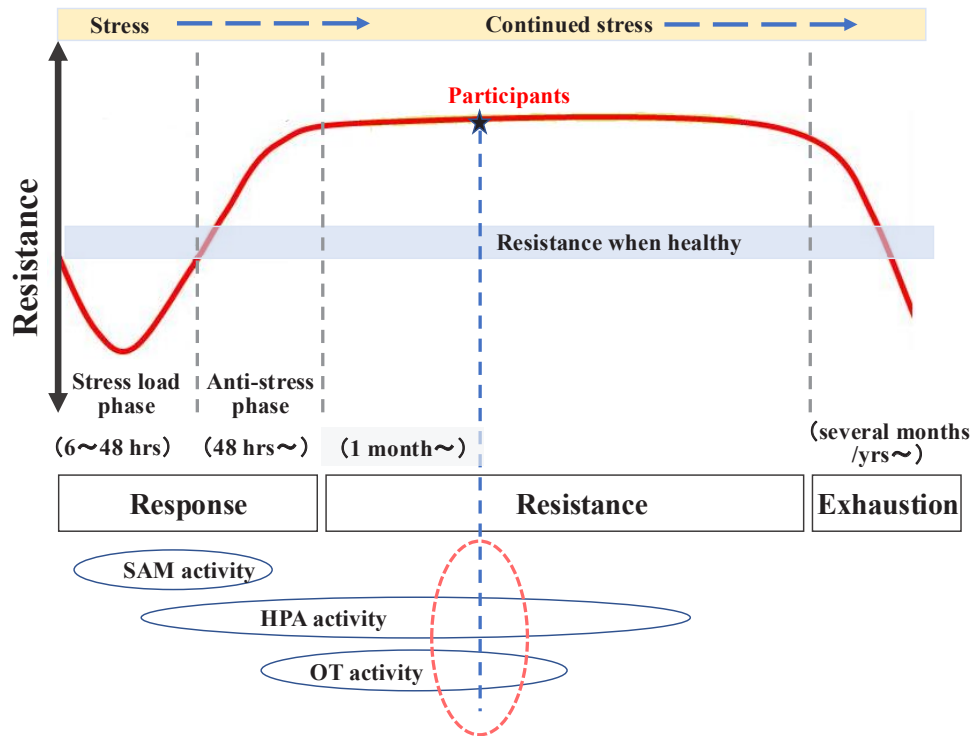 Stress
Continued stress
Participants
Resistance
Resistance when healthy
Stress load
phase
Anti-stress
phase
(6～48 hrs)
(48 hrs～)
(1 month～)
(several months
/yrs～)
Response
Resistance
Exhaustion
SAM activity
HPA activity
OT activity